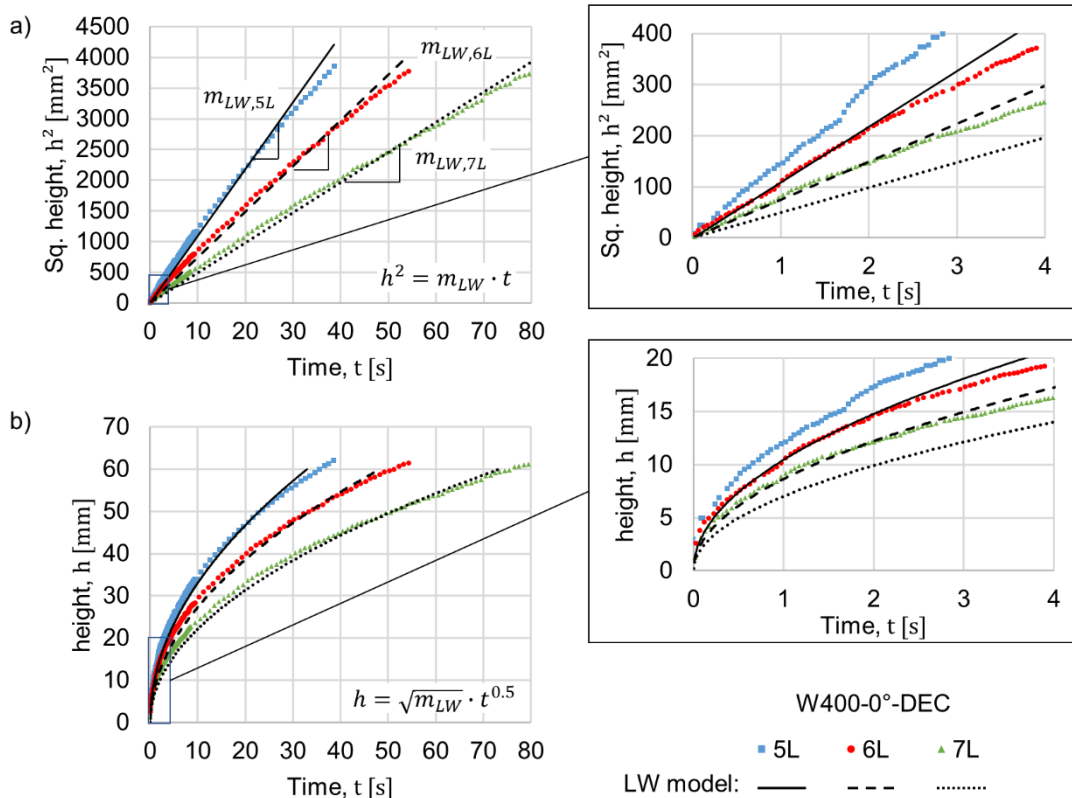 a)
Sq. height, h² [mm²]
4500
4000
3500
3000
2500
2000
1500
1000
500
0
m_{LW,5L}
m_{LW,6L}
m_{LW,7L}
h² = m_{LW} · t
0 10 20 30 40 50 60 70 80
Time, t [s]
Sq. height, h² [mm²]
400
300
200
100
0
0 1 2 3 4
Time, t [s]
b)
height, h [mm]
70
60
50
40
30
20
10
0
h = √m_{LW} · t^{0.5}
0 10 20 30 40 50 60 70 80
Time, t [s]
height, h [mm]
20
15
10
5
0
0 1 2 3 4
Time, t [s]
W400-0°-DEC
5L 6L 7L
LW model: